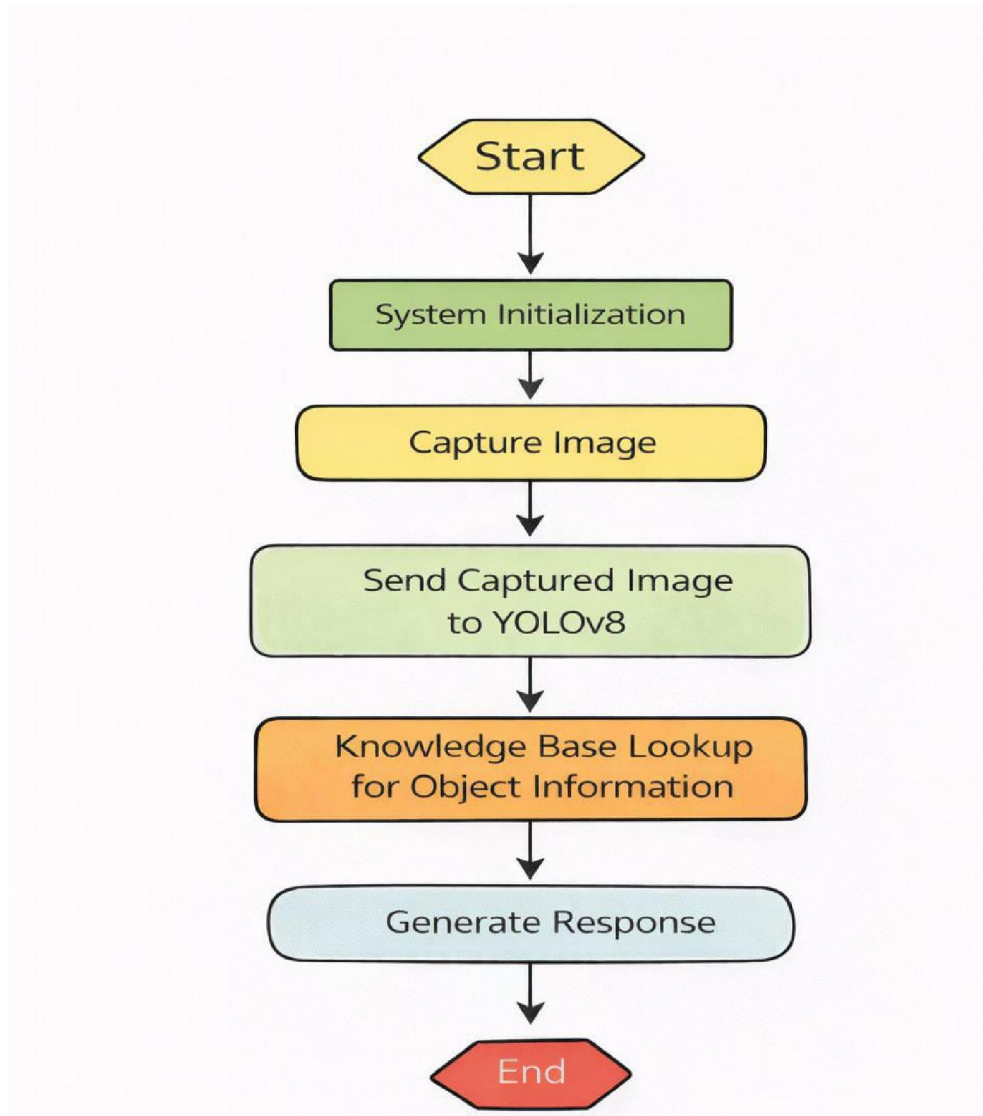 Start
System Initialization
Capture Image
Send Captured Image
to YOLOv8
Knowledge Base Lookup
for Object Information
Generate Response
End